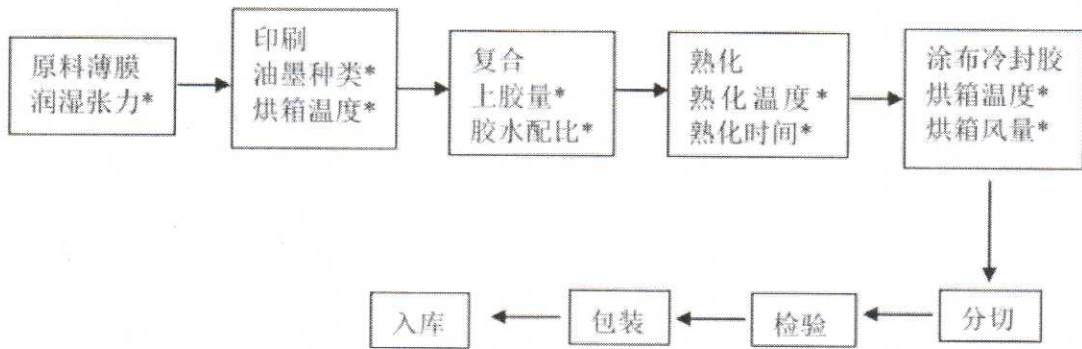 原料薄膜
润湿张力*
印刷
油墨种类*
烘箱温度*
复合
上胶量*
胶水配比*
熟化
熟化温度*
熟化时间*
涂布冷封胶
烘箱温度*
烘箱风量*
分切
检验
包装
入库